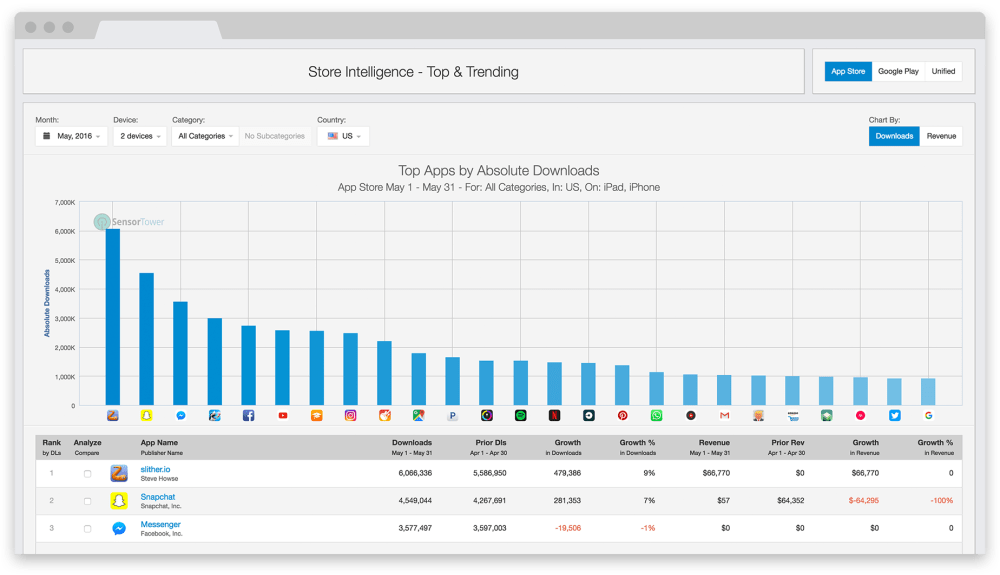 Store Intelligence - Top & Trending
App Store Google Play Unified
Month: Device: Category: Country: Chart By:
May, 2016 2 devices All Categories No Subcategories US Downloads Revenue
Top Apps by Absolute Downloads
App Store May 1 - May 31 - For: All Categories, In: US, On: iPad, iPhone
7,000K
SensorTower
6,000K
5,000K
4,000K
3,000K
2,000K
1,000K
0
Absolute Downloads
Rank Analyze App Name Downloads Prior Dls Growth Growth % Revenue Prior Rev Growth Growth %
by DLs Compare Publisher Name May 1 - May 31 Apr 1 - Apr 30 in Downloads in Downloads May 1 - May 31 Apr 1 - Apr 30 in Revenue in Revenue
1 slither.io 6,066,336 5,586,950 479,386 9% $66,770 $0 $66,770 0
Steve Howse
2 Snapchat 4,549,044 4,267,691 281,353 7% $57 $64,352 $-64,295 -100%
Snapchat, Inc.
3 Messenger 3,577,497 3,597,003 -19,506 -1% $0 $0 $0 0
Facebook, Inc.